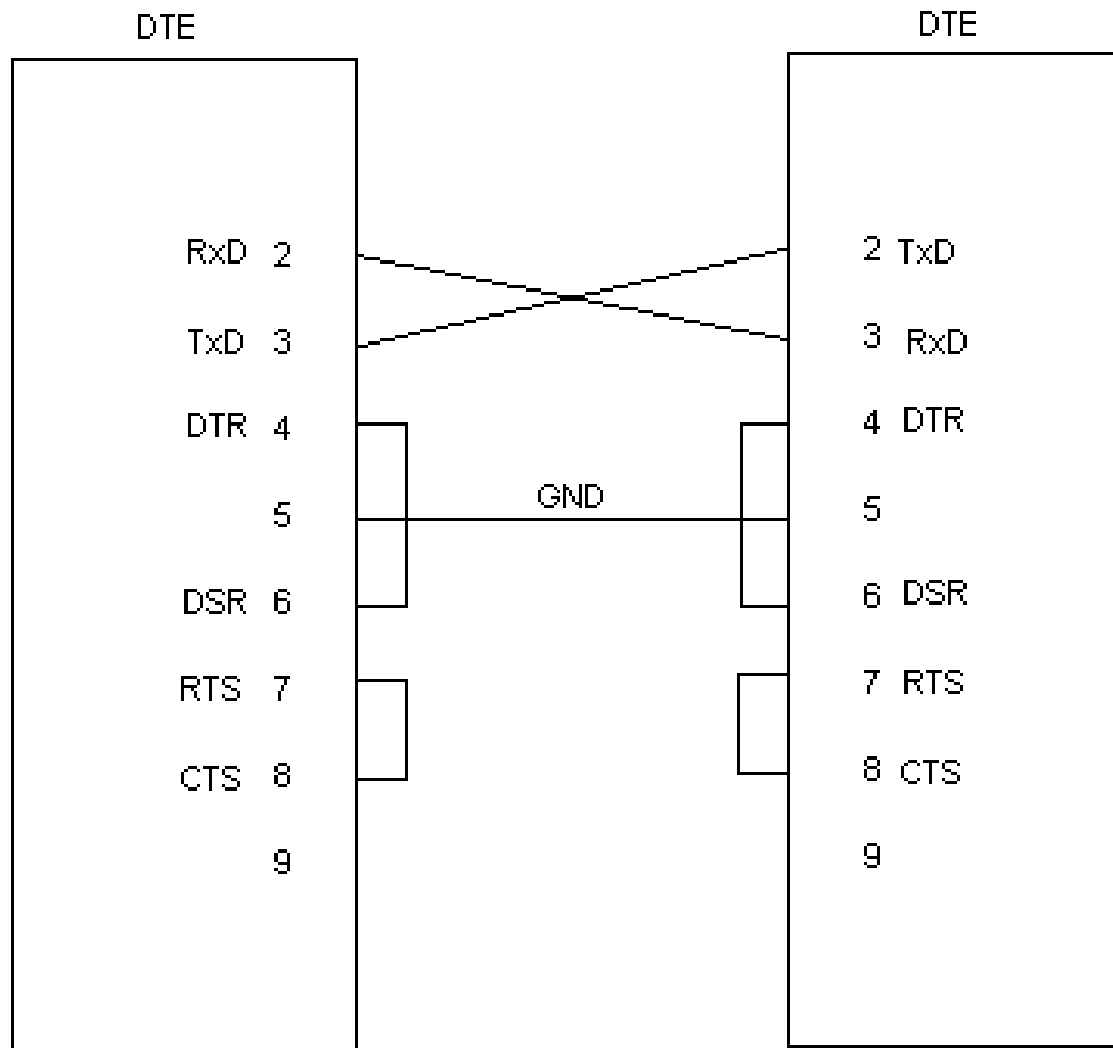 DTE DTE
RxD 2 2 TxD
TxD 3 3 RxD
DTR 4 4 DTR
5 GND 5
DSR 6 6 DSR
RTS 7 7 RTS
CTS 8 8 CTS
9 9